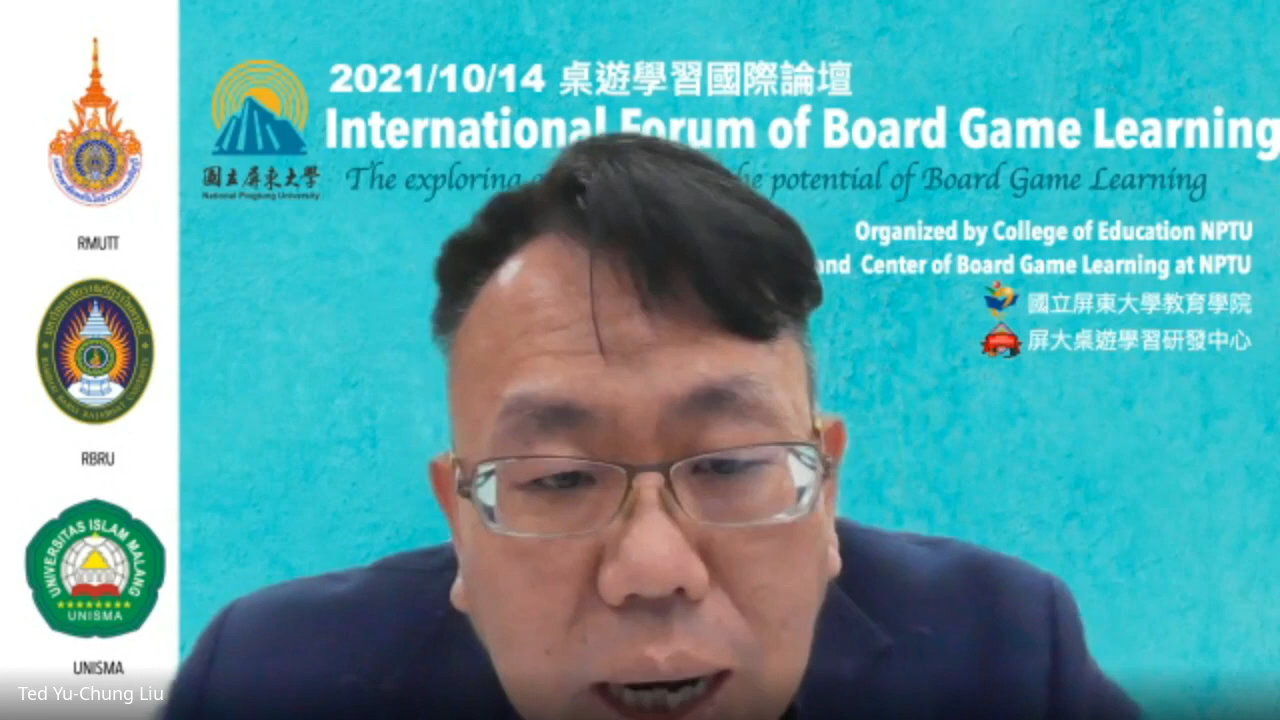 2021/10/14 桌遊學習國際論壇
International Forum of Board Game Learning
國立屏東大學
National Pingtung University
The exploring a he potential of Board Game Learning
Organized by College of Education NPTU
and Center of Board Game Learning at NPTU
國立屏東大學教育學院
屏大桌遊學習研發中心
RMUTT
RBRU
UNIVERSITAS ISLAM MALANG
UNISMA
UNISMA
Ted Yu-Chung Liu